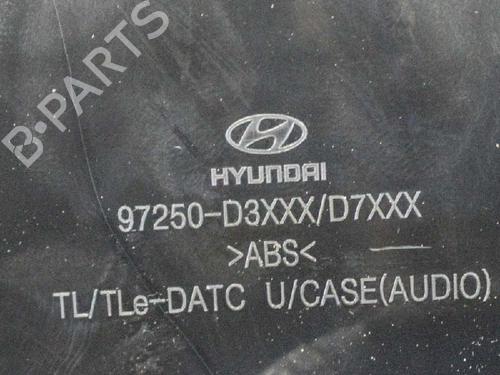 B·PARTS
HYUNDAI
97250-D3XXX/D7XXX
>ABS<
TL/TLe-DATC U/CASE(AUDIO)